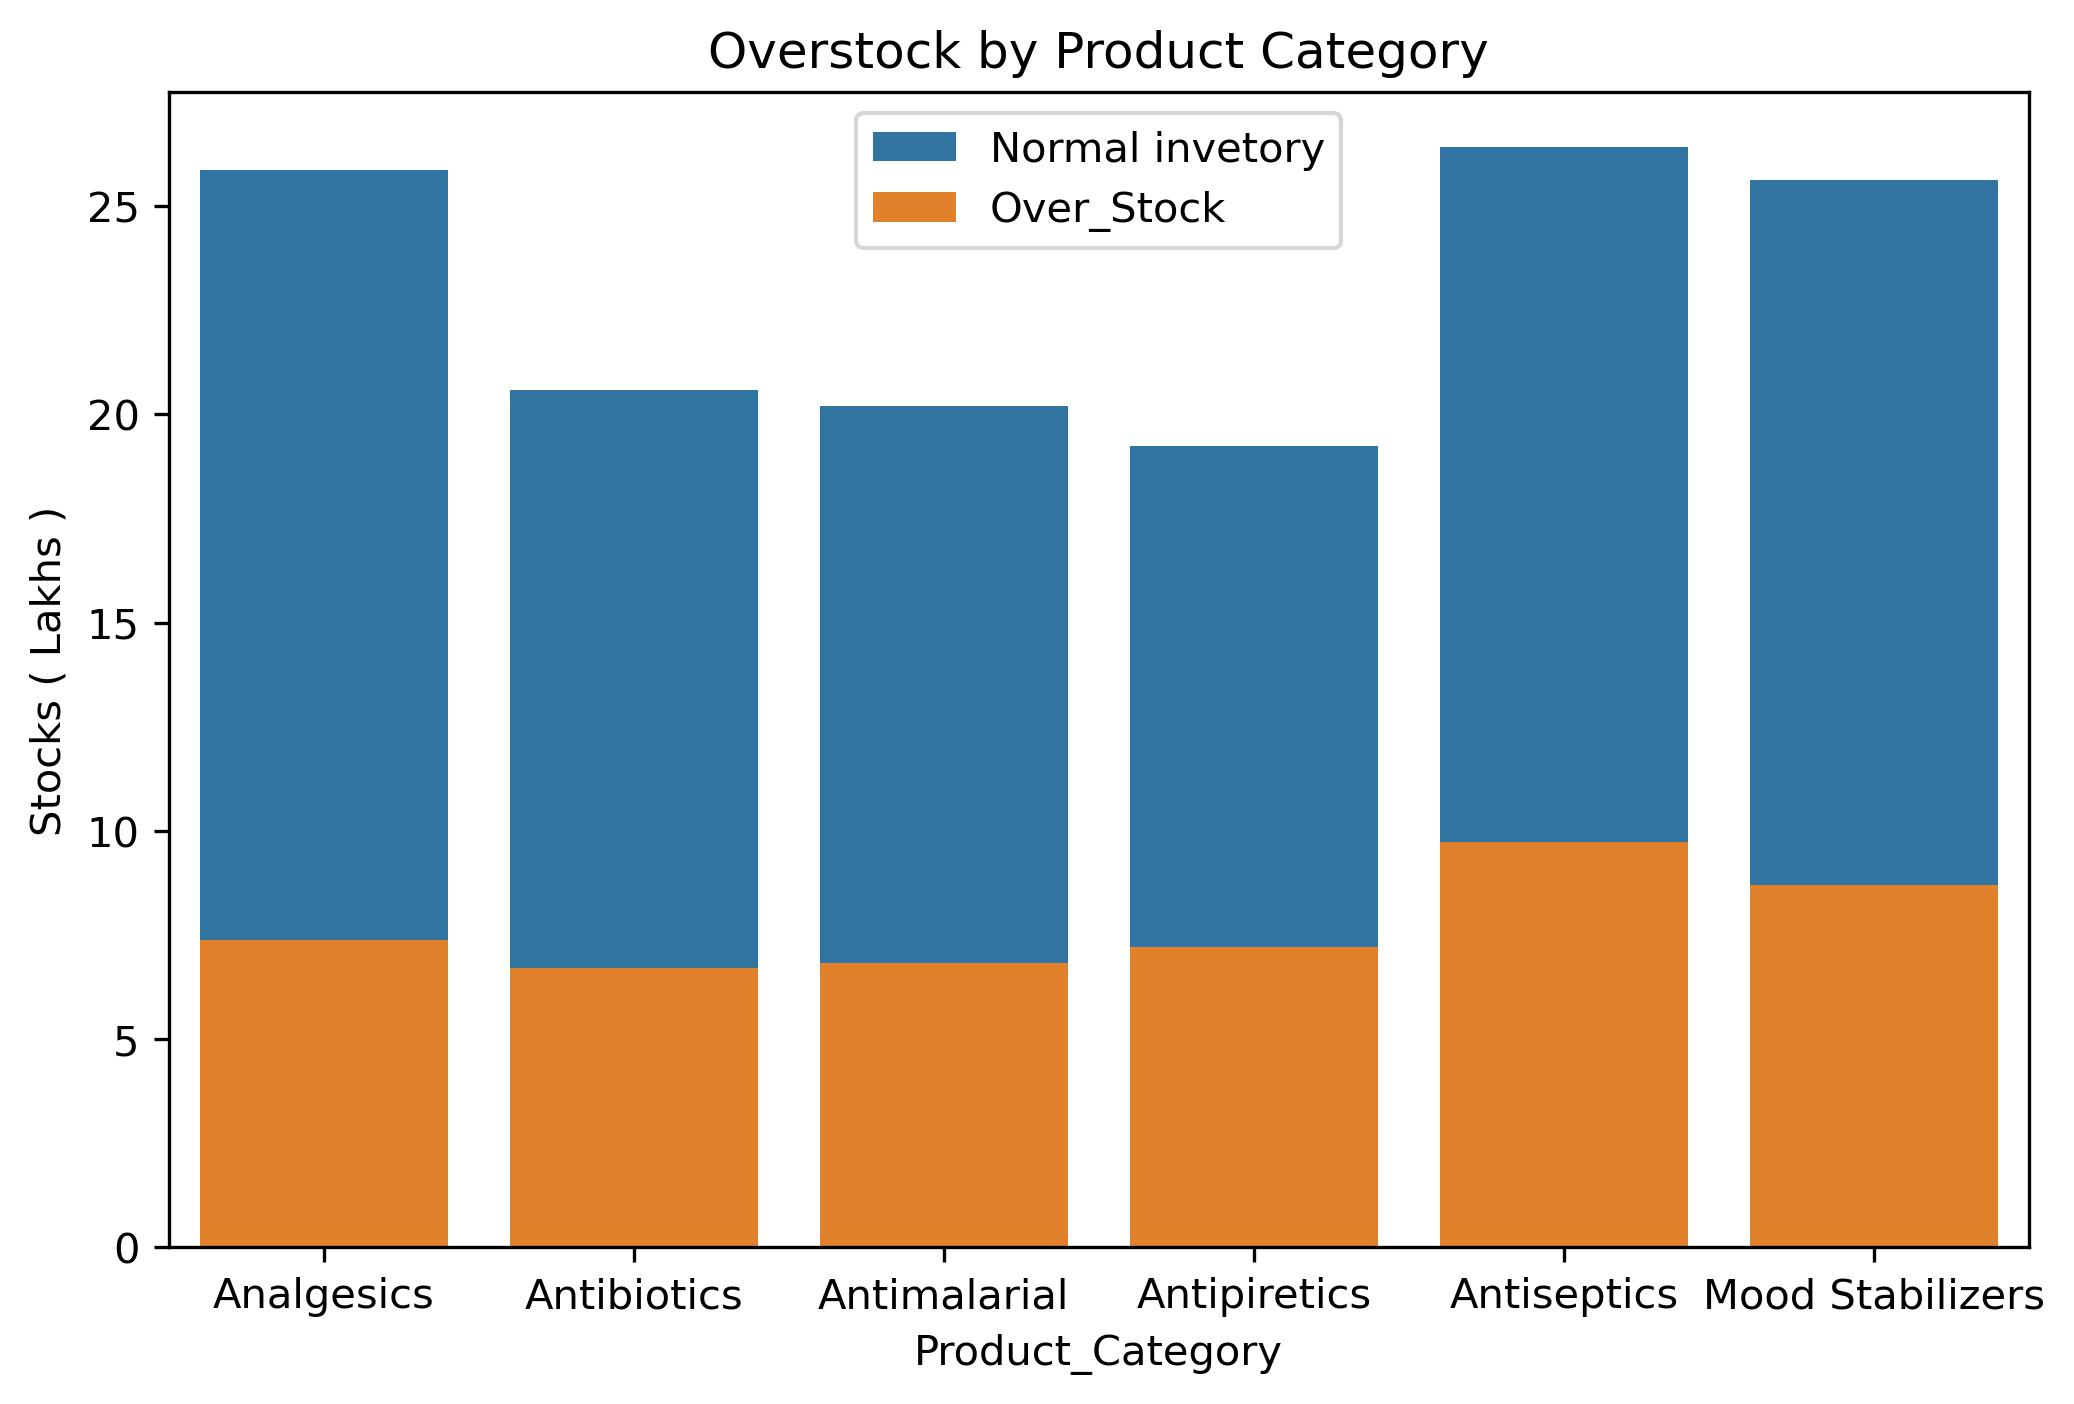 Overstock by Product Category
Normal invetory
Over_Stock
Stocks ( Lakhs )
25
20
15
10
5
0
Analgesics Antibiotics Antimalarial Antipiretics Antiseptics Mood Stabilizers
Product_Category